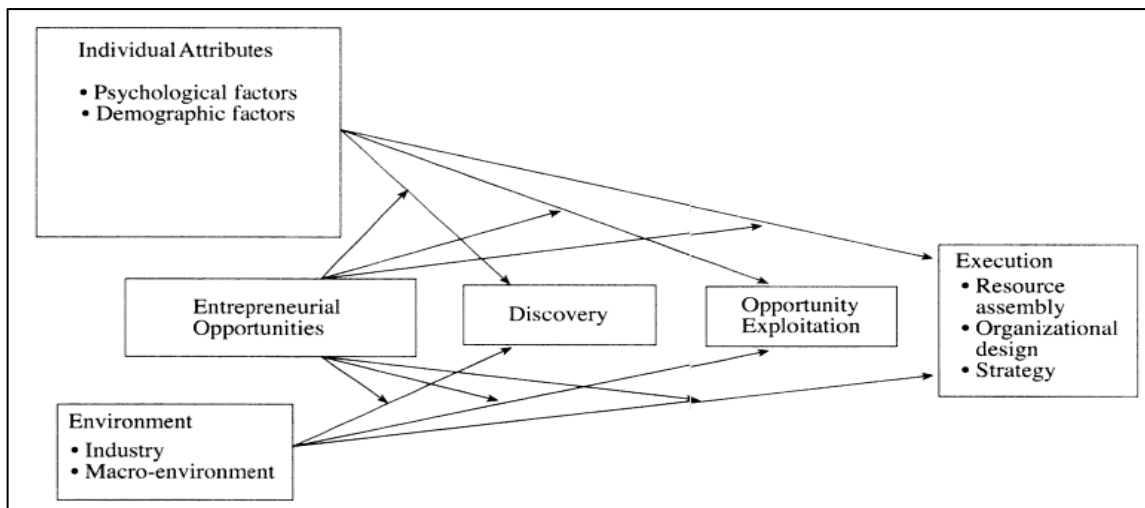 Individual Attributes
• Psychological factors
• Demographic factors
Entrepreneurial
Opportunities
Discovery
Opportunity
Exploitation
Execution
• Resource
assembly
• Organizational
design
• Strategy
Environment
• Industry
• Macro-environment